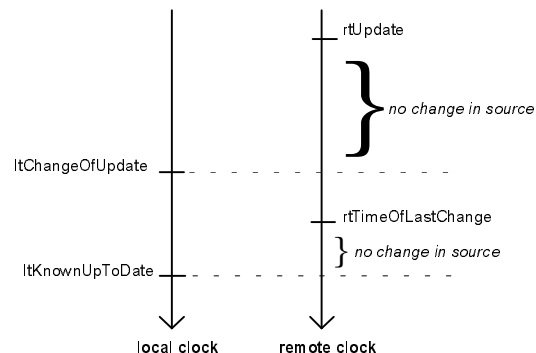 rtUpdate
no change in source
ltChangeOfUpdate
rtTimeOfLastChange
no change in source
ltKnownUpToDate
local clock
remote clock